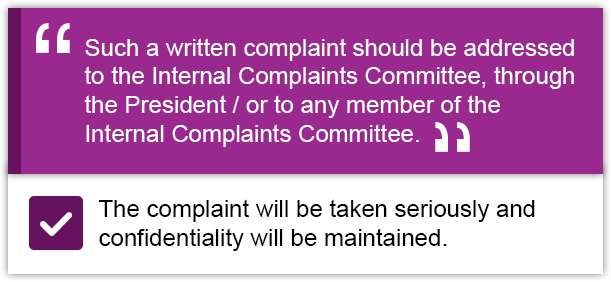 “ Such a written complaint should be addressed
to the Internal Complaints Committee, through
the President / or to any member of the
Internal Complaints Committee. ”
The complaint will be taken seriously and
confidentiality will be maintained.